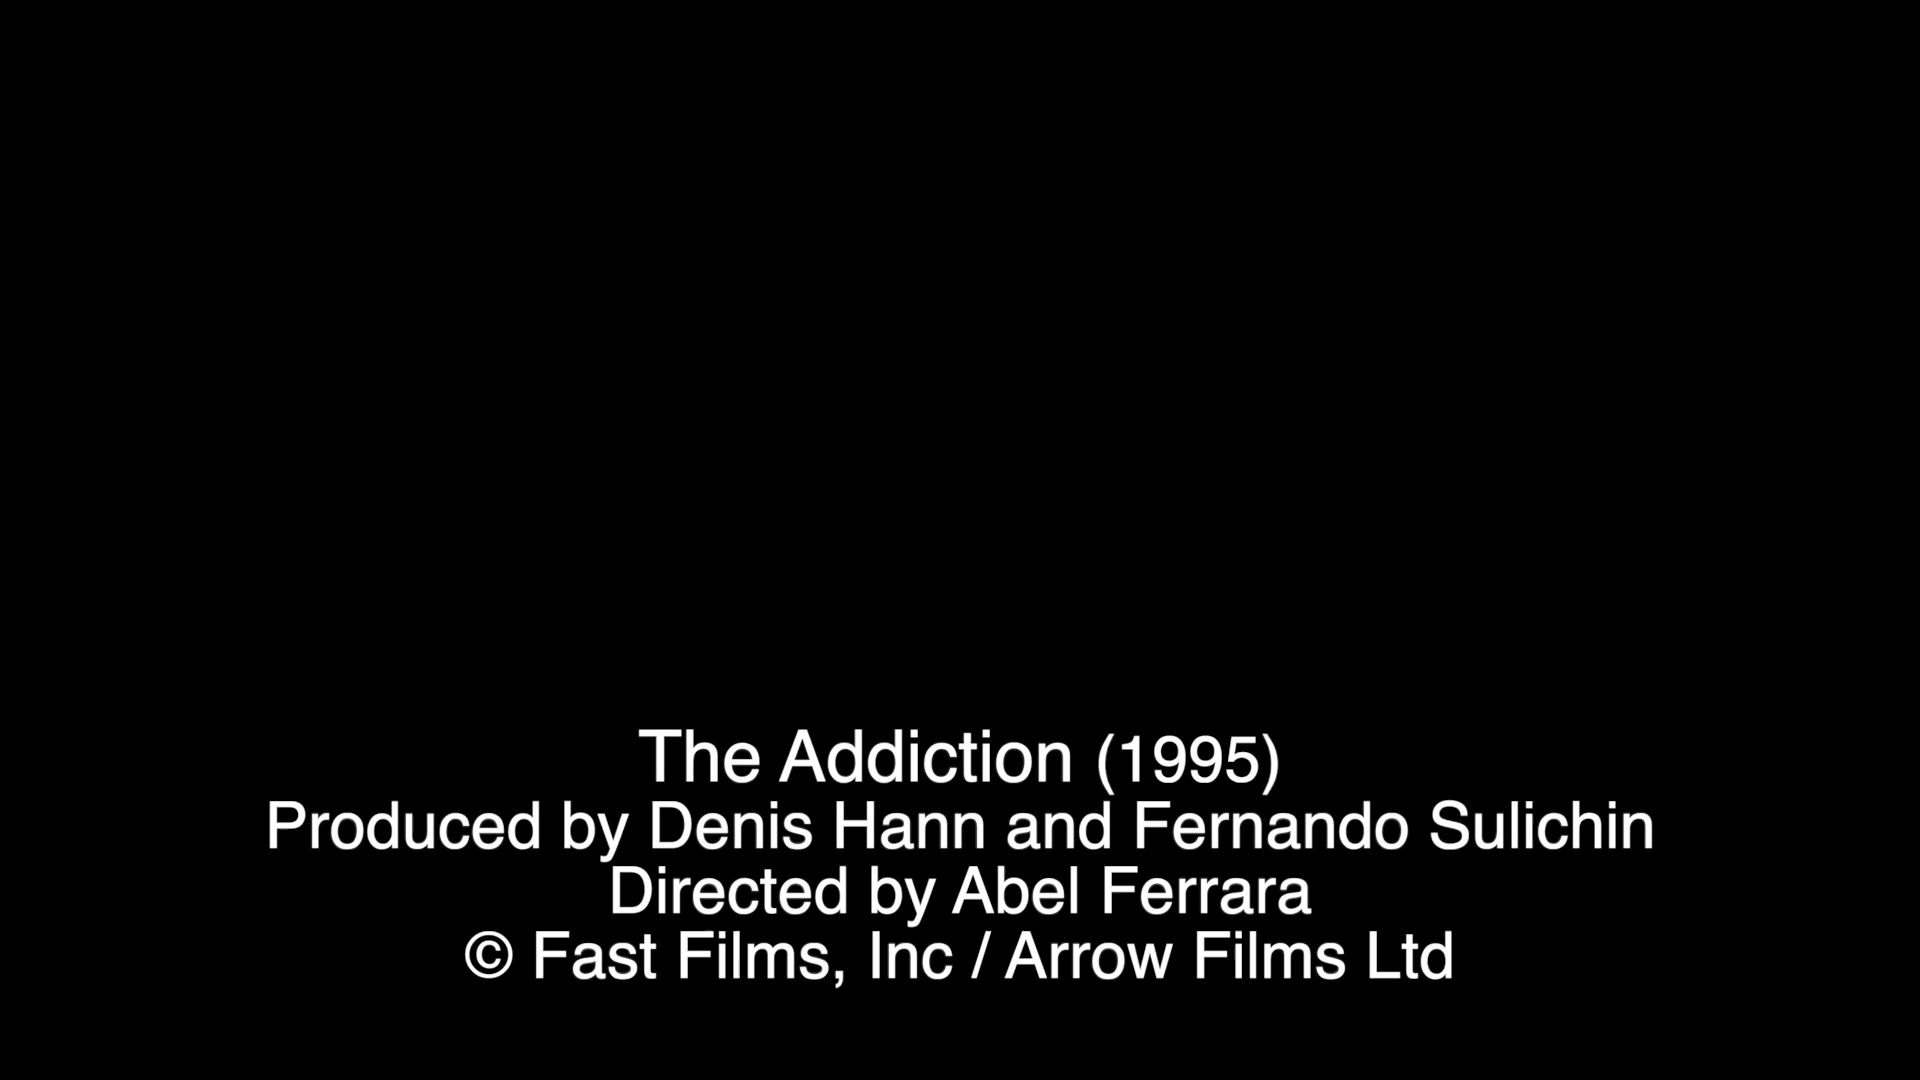 The Addiction (1995)
Produced by Denis Hann and Fernando Sulichin
Directed by Abel Ferrara
© Fast Films, Inc / Arrow Films Ltd